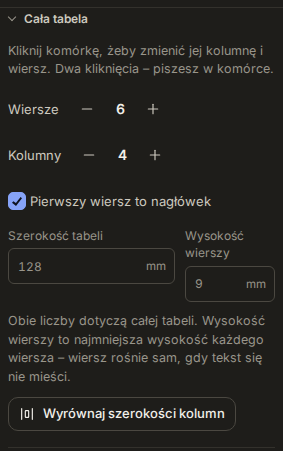 Cała tabela
Kliknij komórkę, żeby zmienić jej kolumnę i
wiersz. Dwa kliknięcia – piszesz w komórce.
Wiersze − 6 +
Kolumny − 4 +
Pierwszy wiersz to nagłówek
Szerokość tabeli
128 mm
Wysokość
wierszy
9 mm
Obie liczby dotyczą całej tabeli. Wysokość
wierszy to najmniejsza wysokość każdego
wiersza – wiersz rośnie sam, gdy tekst się
nie mieści.
Wyrównaj szerokości kolumn